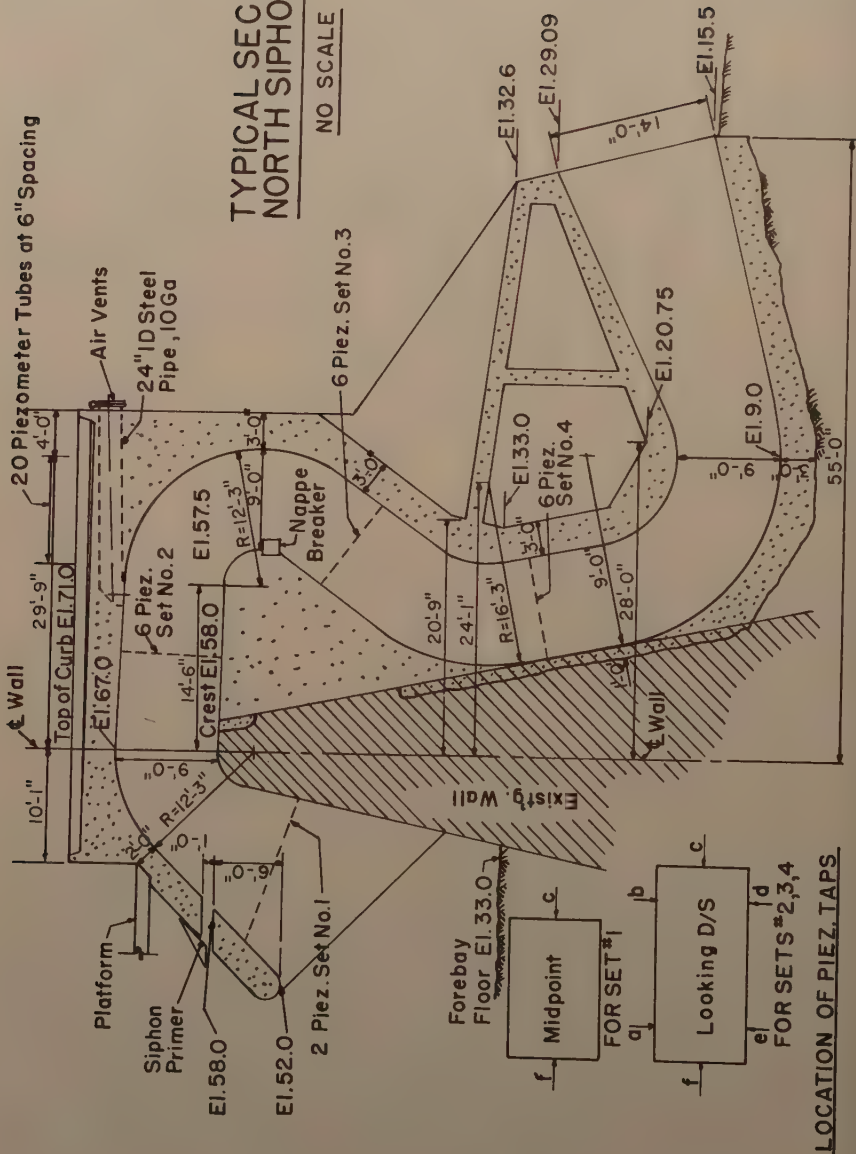 20 Piezometer Tubes at 6" Spacing
TYPICAL SEC
NORTH SIPHO
NO SCALE
℄ Wall
10'-1"
29'-9"
4'-0"
Top of Curb El.71.0
Air Vents
24" ID Steel
Pipe, 10Ga
El.67.0
6 Piez.
Set No.2
Platform
2'-0"
R=12'-3"
9'-0"
14'-6"
Crest El.58.0
El.57.5
R=12'-3"
9'-0"
3'-0"
Nappe
Breaker
Siphon
Primer
1'-0"
6'-0"
El.58.0
El.52.0
2 Piez. Set No.1
6 Piez. Set No.3
3'-0"
El.32.6
El.29.09
14'-0"
El.15.5
Exist'g. Wall
20'-9"
24'-1"
El.33.0
R=16'-3"
3'-0"
6 Piez.
Set No.4
El.20.75
9'-0"
28'-0"
1'-0"
℄ Wall
9'-0"
El.9.0
55'-0"
Forebay
Floor El.33.0
f
Midpoint
c
FOR SET #1
a
b
f
Looking D/S
c
e
d
FOR SETS #2,3,4
LOCATION OF PIEZ. TAPS